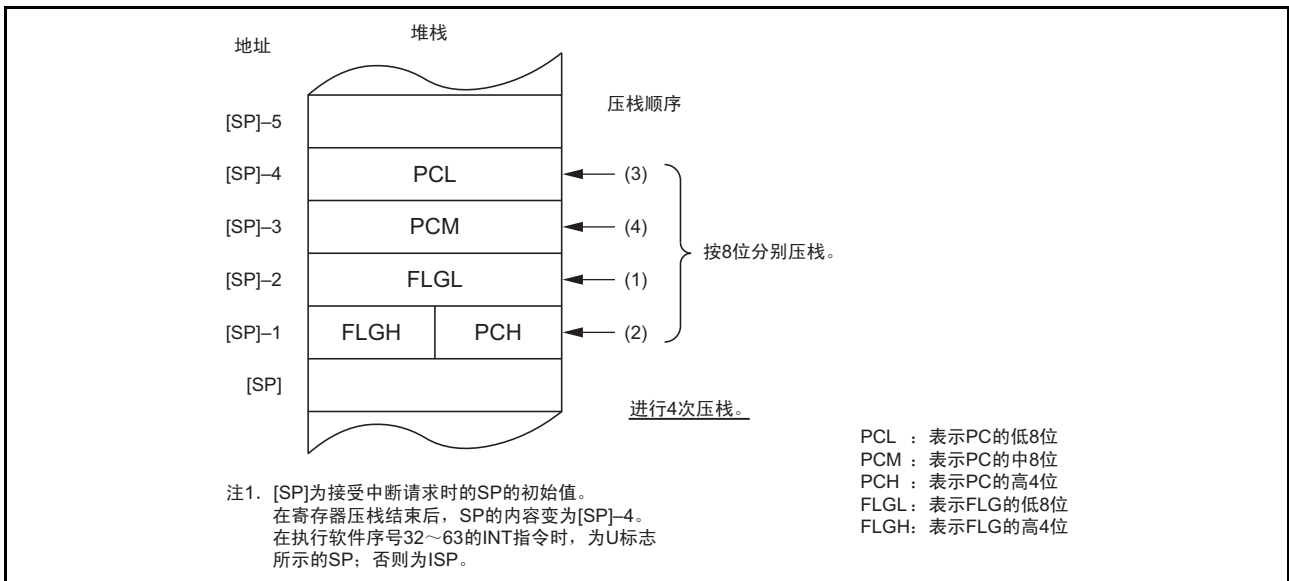 地址
堆栈
压栈顺序
[SP]–5
[SP]–4 PCL (3)
[SP]–3 PCM (4)
按8位分别压栈。
[SP]–2 FLGL (1)
[SP]–1 FLGH PCH (2)
[SP]
进行4次压栈。
PCL ：表示PC的低8位
PCM ：表示PC的中8位
PCH ：表示PC的高4位
FLGL：表示FLG的低8位
FLGH：表示FLG的高4位
注1. [SP]为接受中断请求时的SP的初始值。
在寄存器压栈结束后，SP的内容变为[SP]–4。
在执行软件序号32～63的INT指令时，为U标志
所示的SP；否则为ISP。